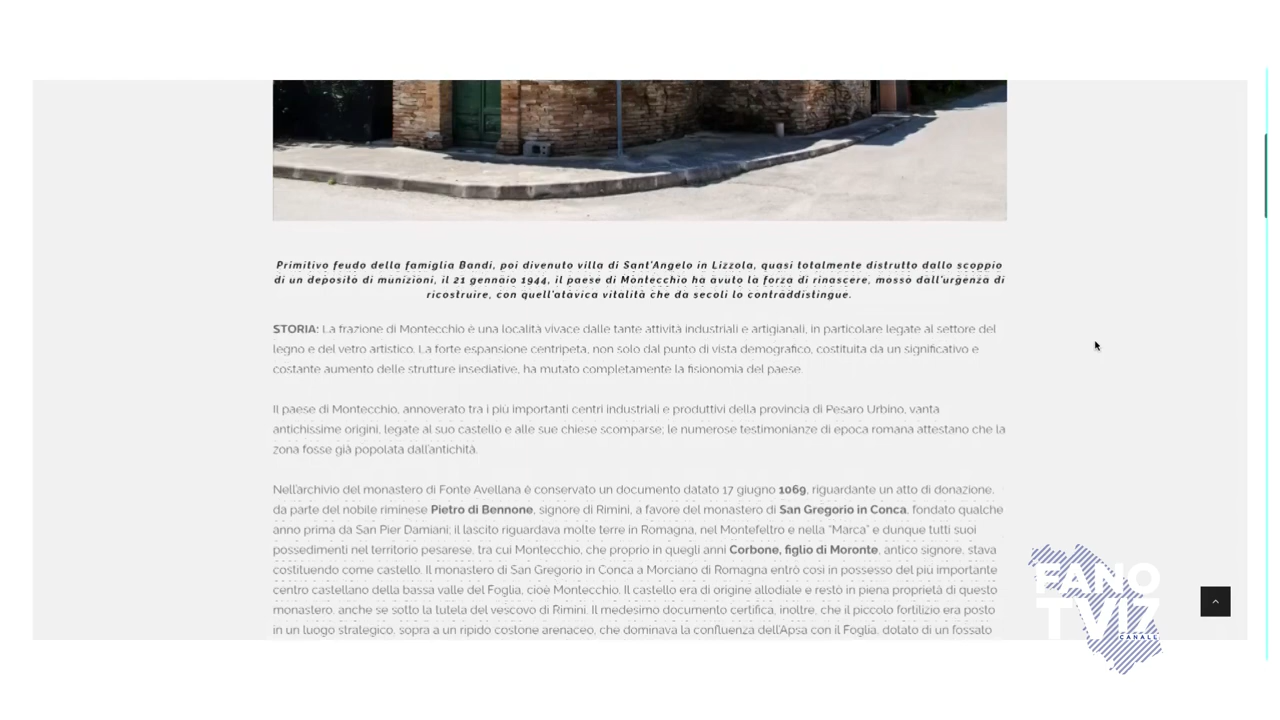 Primitivo feudo della famiglia Bandi, poi divenuto villa di Sant'Angelo in Lizzola, quasi totalmente distrutto dallo scoppio
di un deposito di munizioni, il 21 gennaio 1944, il paese di Montecchio ha avuto la forza di rinascere, mosso dall'urgenza di
ricostruire, con quell'atavica vitalità che da secoli lo contraddistingue.
STORIA: La frazione di Montecchio è una località vivace dalle tante attività industriali e artigianali, in particolare legate al settore del
legno e del vetro artistico. La forte espansione centripeta, non solo dal punto di vista demografico, costituita da un significativo e
costante aumento delle strutture insediative, ha mutato completamente la fisionomia del paese.
Il paese di Montecchio, annoverato tra i più importanti centri industriali e produttivi della provincia di Pesaro Urbino, vanta
antichissime origini, legate al suo castello e alle sue chiese scomparse; le numerose testimonianze di epoca romana attestano che la
zona fosse già popolata dall'antichità.
Nell'archivio del monastero di Fonte Avellana è conservato un documento datato 17 giugno 1069, riguardante un atto di donazione,
da parte del nobile riminese Pietro di Bennone, signore di Rimini, a favore del monastero di San Gregorio in Conca, fondato qualche
anno prima da San Pier Damiani; il lascito riguardava molte terre in Romagna, nel Montefeltro e nella "Marca" e dunque tutti suoi
possedimenti nel territorio pesarese, tra cui Montecchio, che proprio in quegli anni Corbone, figlio di Moronte, antico signore, stava
costituendo come castello. Il monastero di San Gregorio in Conca a Morciano di Romagna entrò così in possesso del più importante
centro castellano della bassa valle del Foglia, cioè Montecchio. Il castello era di origine allodiale e restò in piena proprietà di questo
monastero, anche se sotto la tutela del vescovo di Rimini. Il medesimo documento certifica, inoltre, che il piccolo fortilizio era posto
in un luogo strategico, sopra a un ripido costone arenaceo, che dominava la confluenza dell'Apsa con il Foglia, dotato di un fossato
FANO
TV
CANALE